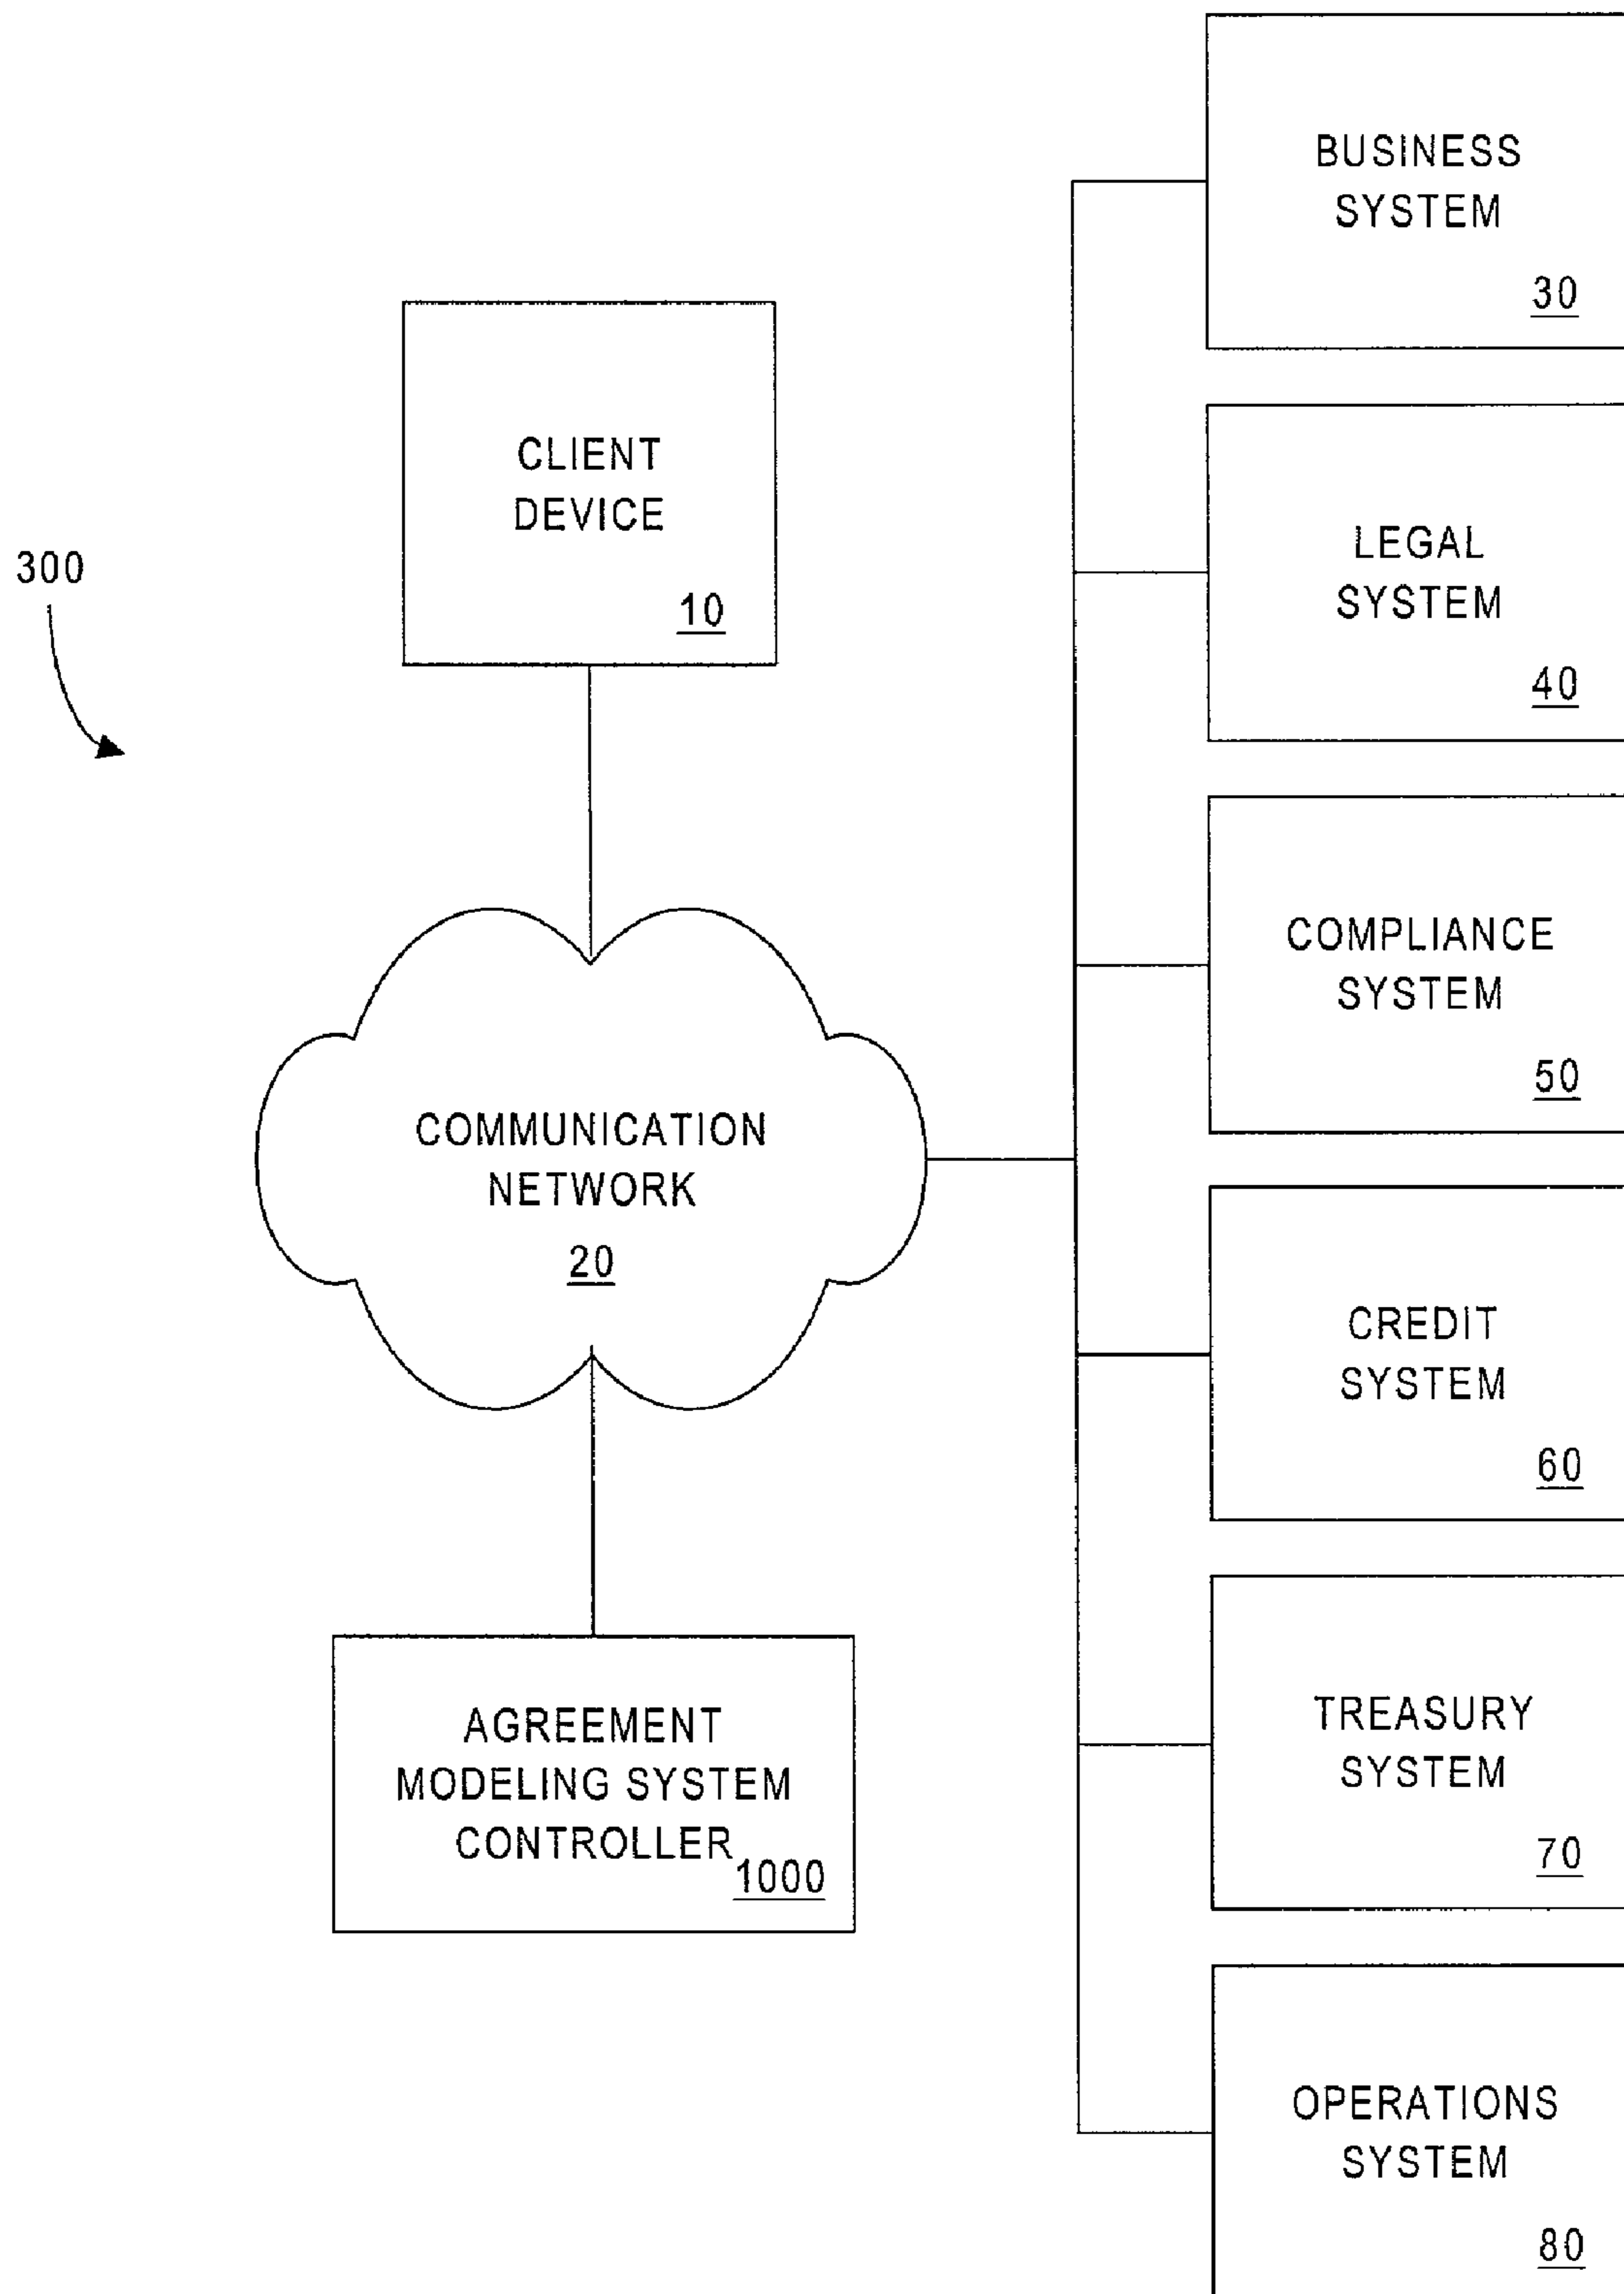 300
CLIENT
DEVICE
10
COMMUNICATION
NETWORK
20
AGREEMENT
MODELING SYSTEM
CONTROLLER
1000
BUSINESS
SYSTEM
30
LEGAL
SYSTEM
40
COMPLIANCE
SYSTEM
50
CREDIT
SYSTEM
60
TREASURY
SYSTEM
70
OPERATIONS
SYSTEM
80